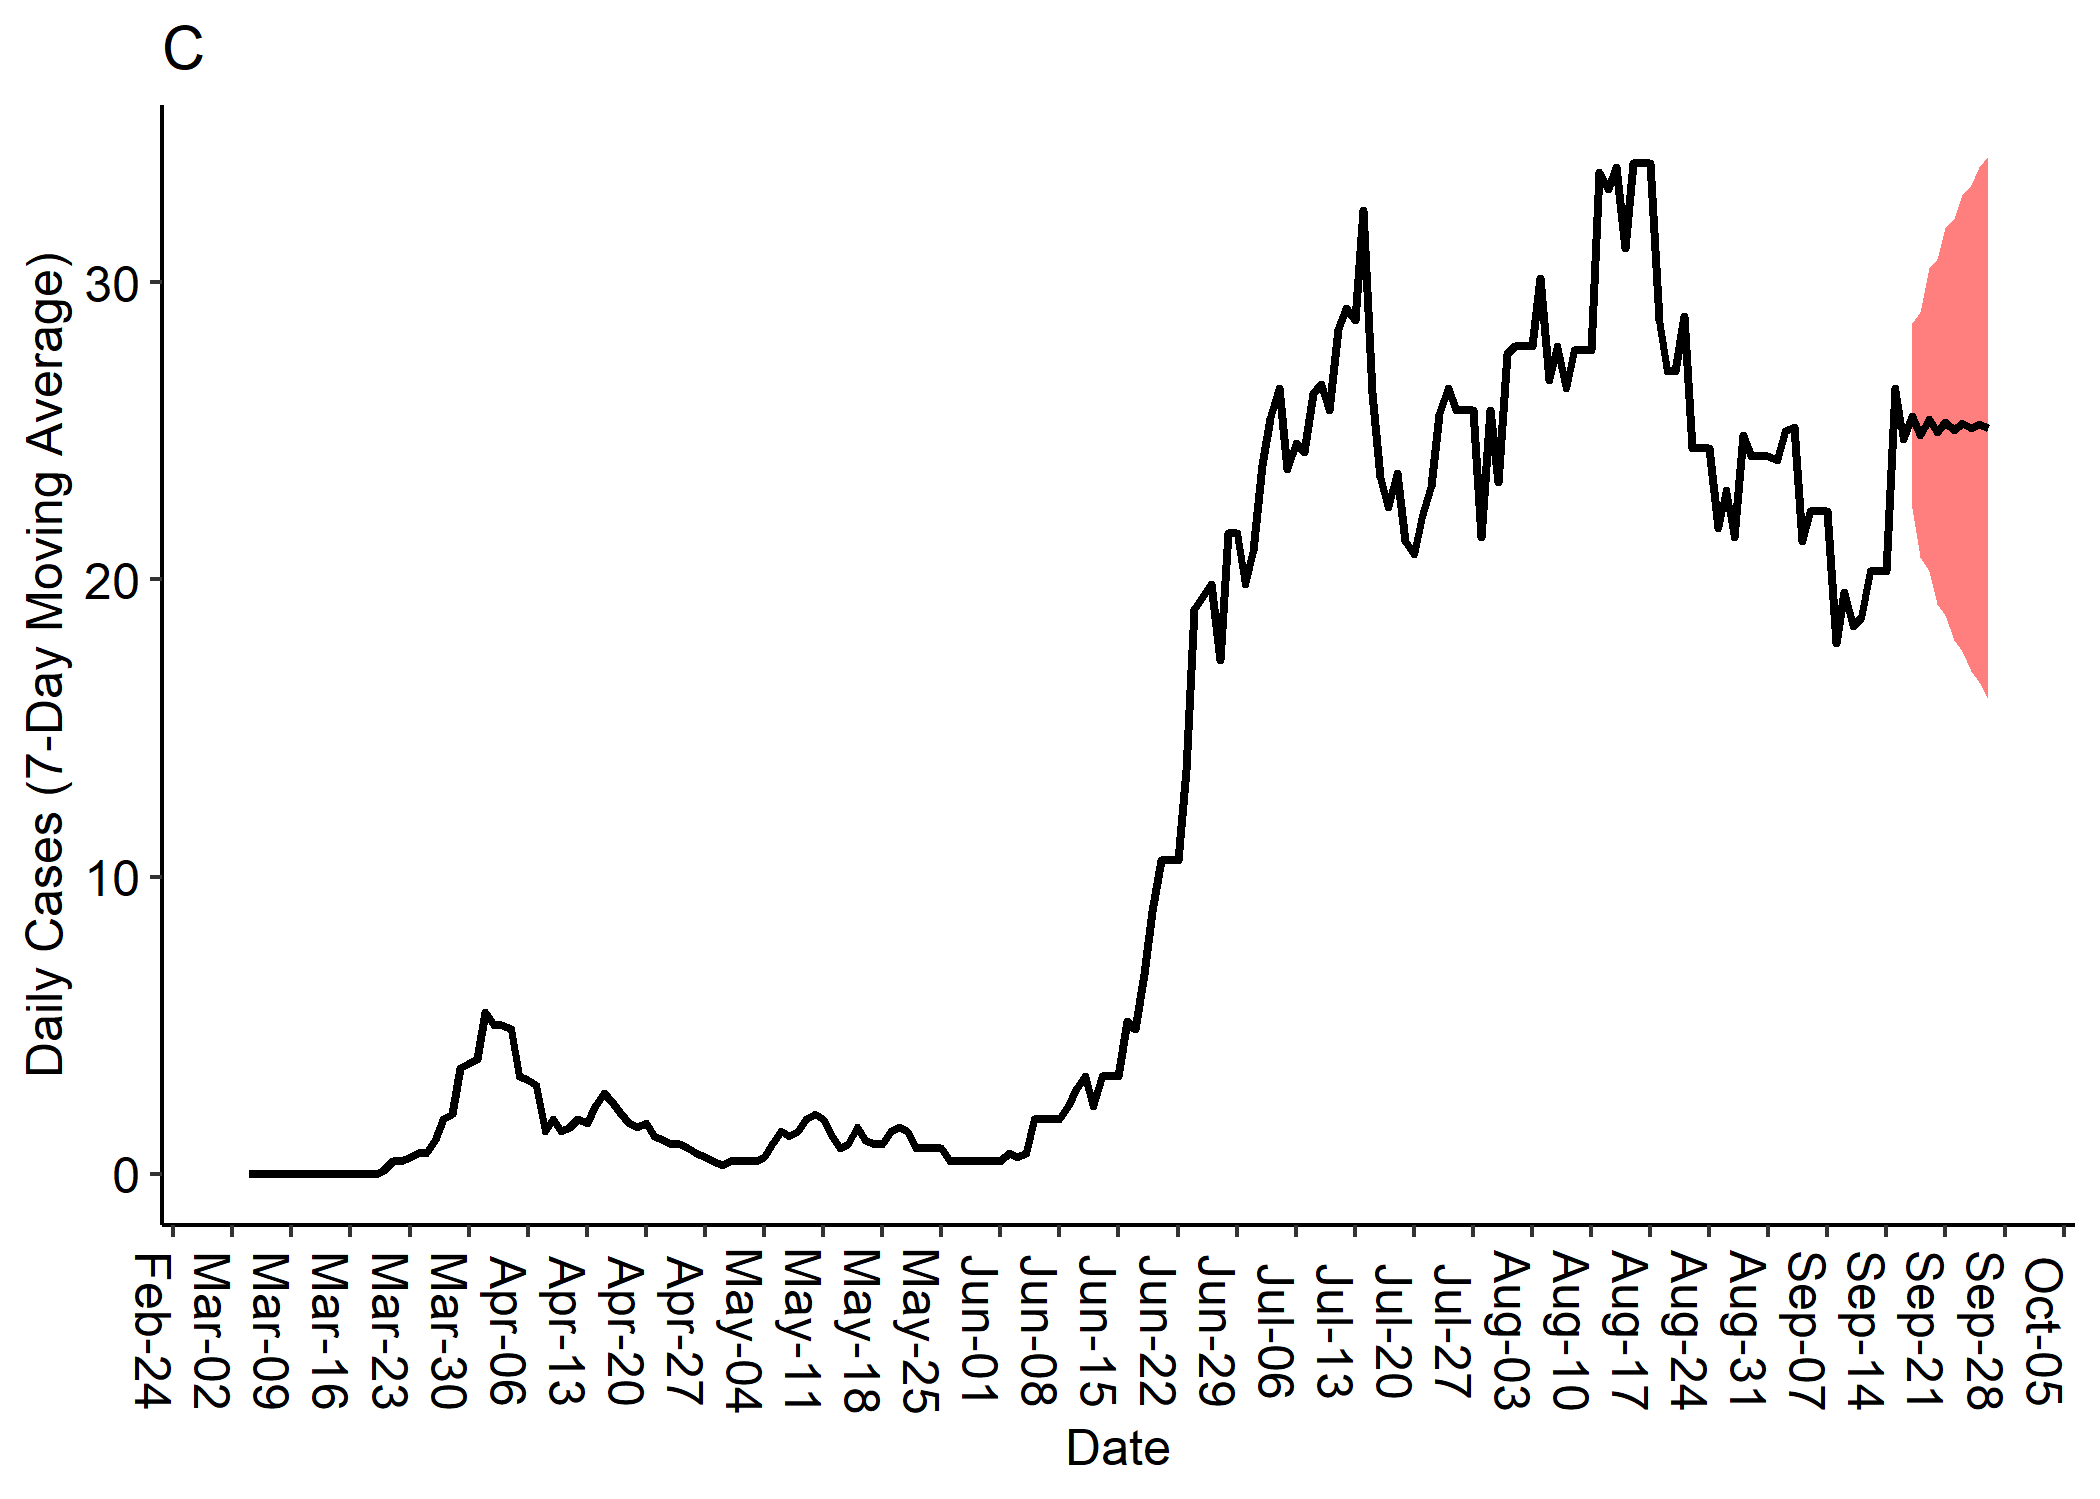 C
Daily Cases (7-Day Moving Average)
30
20
10
0
Feb-24
Mar-02
Mar-09
Mar-16
Mar-23
Mar-30
Apr-06
Apr-13
Apr-20
Apr-27
May-04
May-11
May-18
May-25
Jun-01
Jun-08
Jun-15
Jun-22
Jun-29
Jul-06
Jul-13
Jul-20
Jul-27
Aug-03
Aug-10
Aug-17
Aug-24
Aug-31
Sep-07
Sep-14
Sep-21
Sep-28
Oct-05
Date